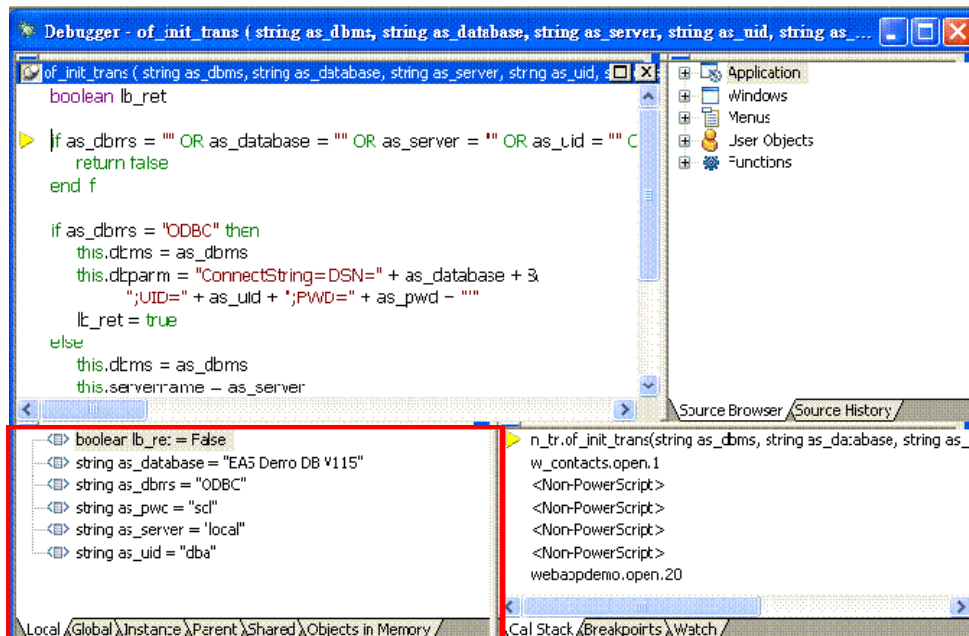 Debugger - of_init_trans ( string as_dbms, string as_database, string as_server, string as_uid, string as_...
of_init_trans ( string as_dbms, string as_database, string as_server, string as_uid, s
boolean lb_ret
if as_dbms = "" OR as_database = "" OR as_server = "" OR as_uid = "" O
return false
end if
if as_dbms = "ODBC" then
this.dbms = as_dbms
this.dbparm = "ConnectString=DSN=" + as_database + &
";UID=" + as_uid + ";PWD=" + as_pwd + "'"
lb_ret = true
else
this.dbms = as_dbms
this.servername = as_server
Application
Windows
Menus
User Objects
Functions
Source Browser Source History
boolean lb_ret = False
string as_database = "EAS Demo DB V115"
string as_dbms = "ODBC"
string as_pwd = "sql"
string as_server = "local"
string as_uid = "dba"
Local Global Instance Parent Shared Objects in Memory
n_tr.of_init_trans(string as_dbms, string as_database, string as_
w_contacts.open.1
<Non-PowerScript>
<Non-PowerScript>
<Non-PowerScript>
<Non-PowerScript>
webappdemo.open.20
Call Stack Breakpoints Watch